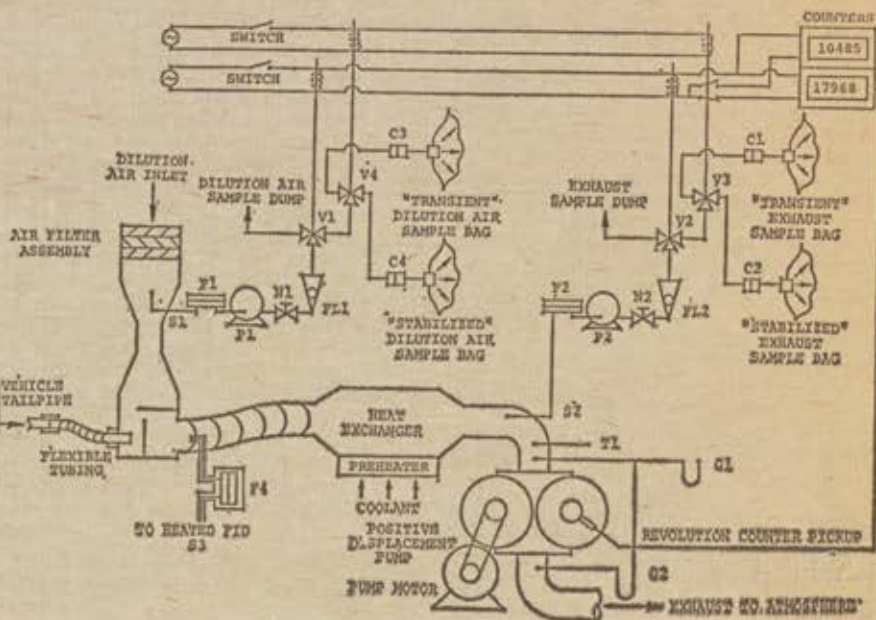 COUNTERS
SWITCH
10485
SWITCH
17968
DILUTION
AIR INLET
DILUTION AIR
SAMPLE DUMP
C3
V4
"TRANSIENT"
DILUTION AIR
SAMPLE BAG
EXHAUST
SAMPLE DUMP
C1
V3
"TRANSIENT"
EXHAUST
SAMPLE BAG
AIR FILTER
ASSEMBLY
V1
V2
C4
C2
F1
N1
FL1
S1
P1
"STABILIZED"
DILUTION AIR
SAMPLE BAG
F2
N2
FL2
P2
"STABILIZED"
EXHAUST
SAMPLE BAG
VEHICLE
TAILPIPE
HEAT
EXCHANGER
S2
T1
FLEXIBLE
TUBING
F4
PREHEATER
G1
COOLANT
TO HEATED FID
S3
POSITIVE
DISPLACEMENT
PUMP
REVOLUTION COUNTER PICKUP
PUMP MOTOR
G2
EXHAUST TO ATMOSPHERE